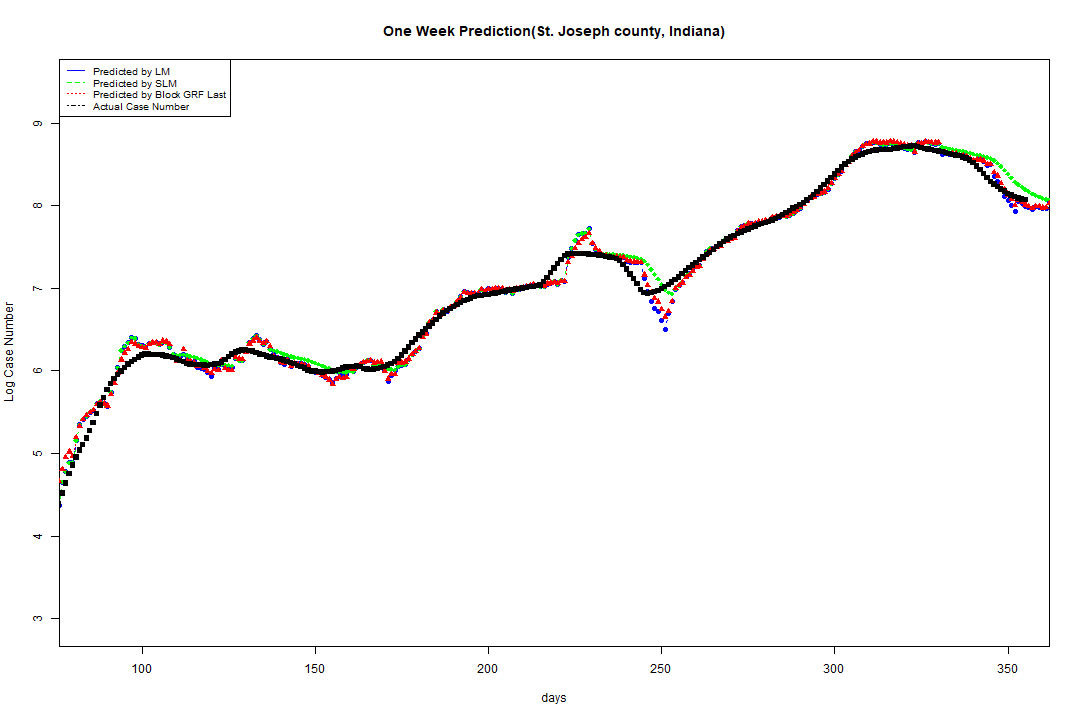 One Week Prediction(St. Joseph county, Indiana)
Predicted by LM
Predicted by SLM
Predicted by Block GRF Last
Actual Case Number
9
8
7
6
5
4
3
Log Case Number
100 150 200 250 300 350
days